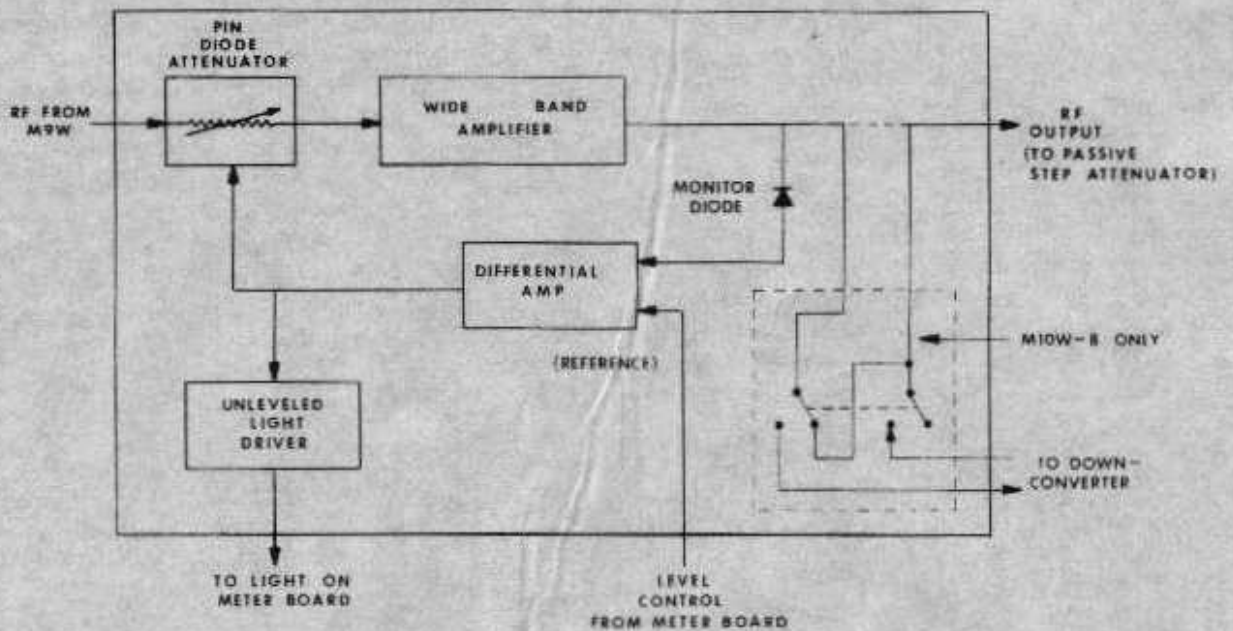 PIN
DIODE
ATTENUATOR
RF FROM
M9W
WIDE BAND
AMPLIFIER
RF
OUTPUT
(TO PASSIVE
STEP ATTENUATOR)
MONITOR
DIODE
DIFFERENTIAL
AMP
(REFERENCE)
M10W-B ONLY
UNLEVELED
LIGHT
DRIVER
TO DOWN-
CONVERTER
TO LIGHT ON
METER BOARD
LEVEL
CONTROL
FROM METER BOARD